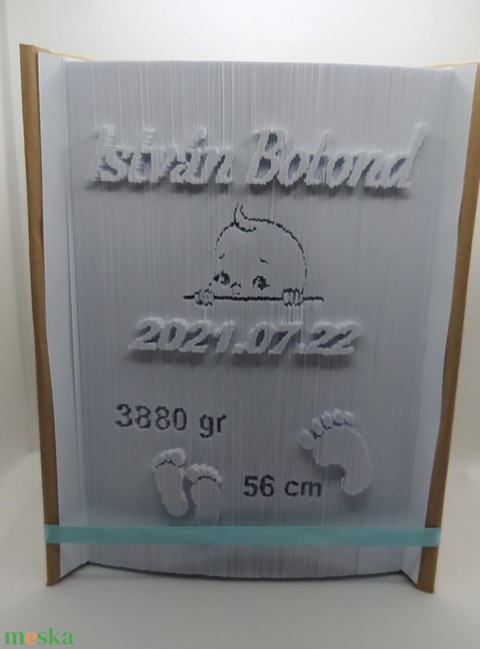 István Botond
2021.07.22
3880 gr
56 cm
meska